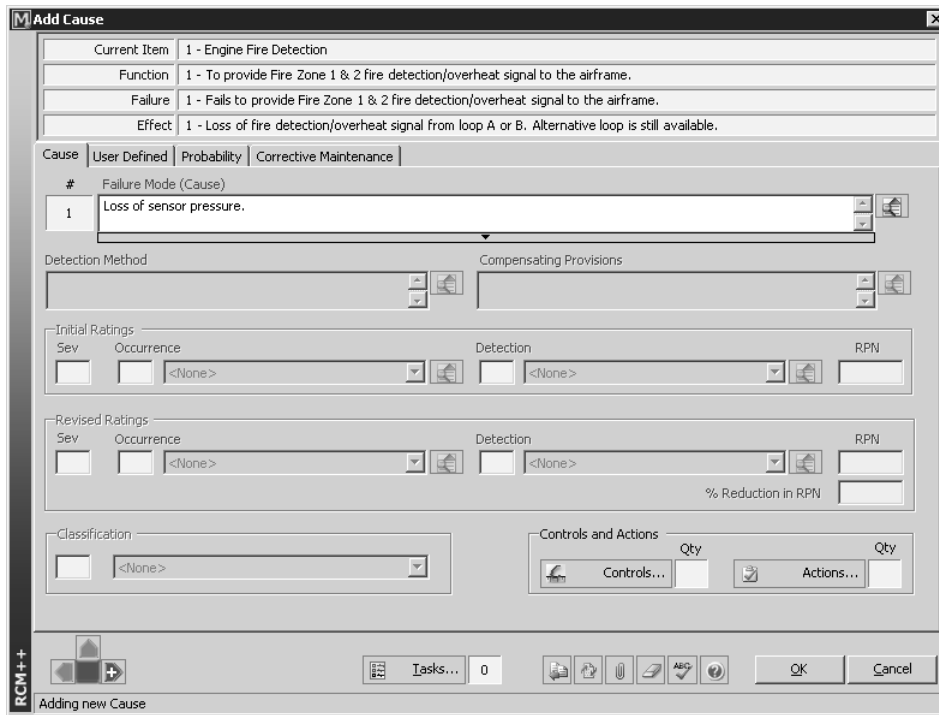 M Add Cause
Current Item 1 - Engine Fire Detection
Function 1 - To provide Fire Zone 1 & 2 fire detection/overheat signal to the airframe.
Failure 1 - Fails to provide Fire Zone 1 & 2 fire detection/overheat signal to the airframe.
Effect 1 - Loss of fire detection/overheat signal from loop A or B. Alternative loop is still available.
Cause User Defined Probability Corrective Maintenance
# Failure Mode (Cause)
1 Loss of sensor pressure.
Detection Method Compensating Provisions
Initial Ratings
Sev Occurrence Detection RPN
<None> <None>
Revised Ratings
Sev Occurrence Detection RPN
<None> <None>
% Reduction in RPN
Classification Controls and Actions
Qty Qty
<None> Controls... Actions...
RCM++
Tasks... 0 ABC ? OK Cancel
Adding new Cause